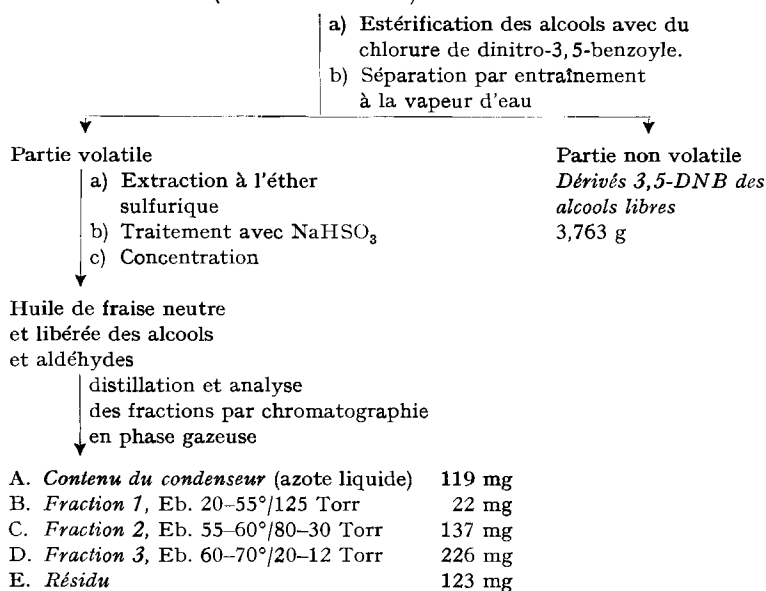 a) Estérification des alcools avec du
chlorure de dinitro-3,5-benzoyle.
b) Séparation par entraînement
à la vapeur d'eau
Partie volatile
a) Extraction à l'éther
sulfurique
b) Traitement avec NaHSO₃
c) Concentration
Partie non volatile
Dérivés 3,5-DNB des
alcools libres
3,763 g
Huile de fraise neutre
et libérée des alcools
et aldéhydes
distillation et analyse
des fractions par chromatographie
en phase gazeuse
A. Contenu du condenseur (azote liquide) 119 mg
B. Fraction 1, Eb. 20–55°/125 Torr 22 mg
C. Fraction 2, Eb. 55–60°/80–30 Torr 137 mg
D. Fraction 3, Eb. 60–70°/20–12 Torr 226 mg
E. Résidu 123 mg